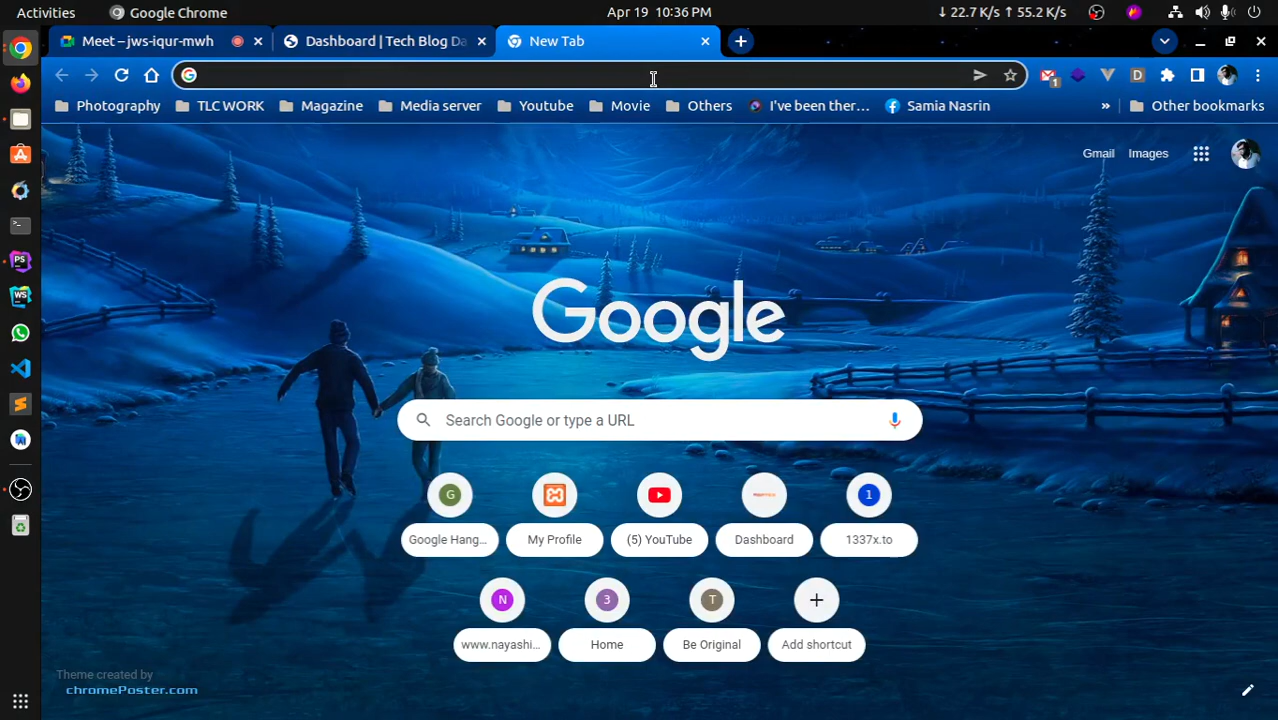 Activities
Google Chrome
Apr 19 10:36 PM
↓ 22.7 K/s ↑ 55.2 K/s
Meet – jws-iqur-mwh
Dashboard | Tech Blog Da
New Tab
1
Photography
TLC WORK
Magazine
Media server
Youtube
Movie
Others
I've been ther…
Samia Nasrin
»
Other bookmarks
Gmail
Images
Google
Search Google or type a URL
G
1
Google Hang...
My Profile
(5) YouTube
Dashboard
1337x.to
N
3
T
www.nayashi...
Home
Be Original
Add shortcut
Theme created by
chromePoster.com